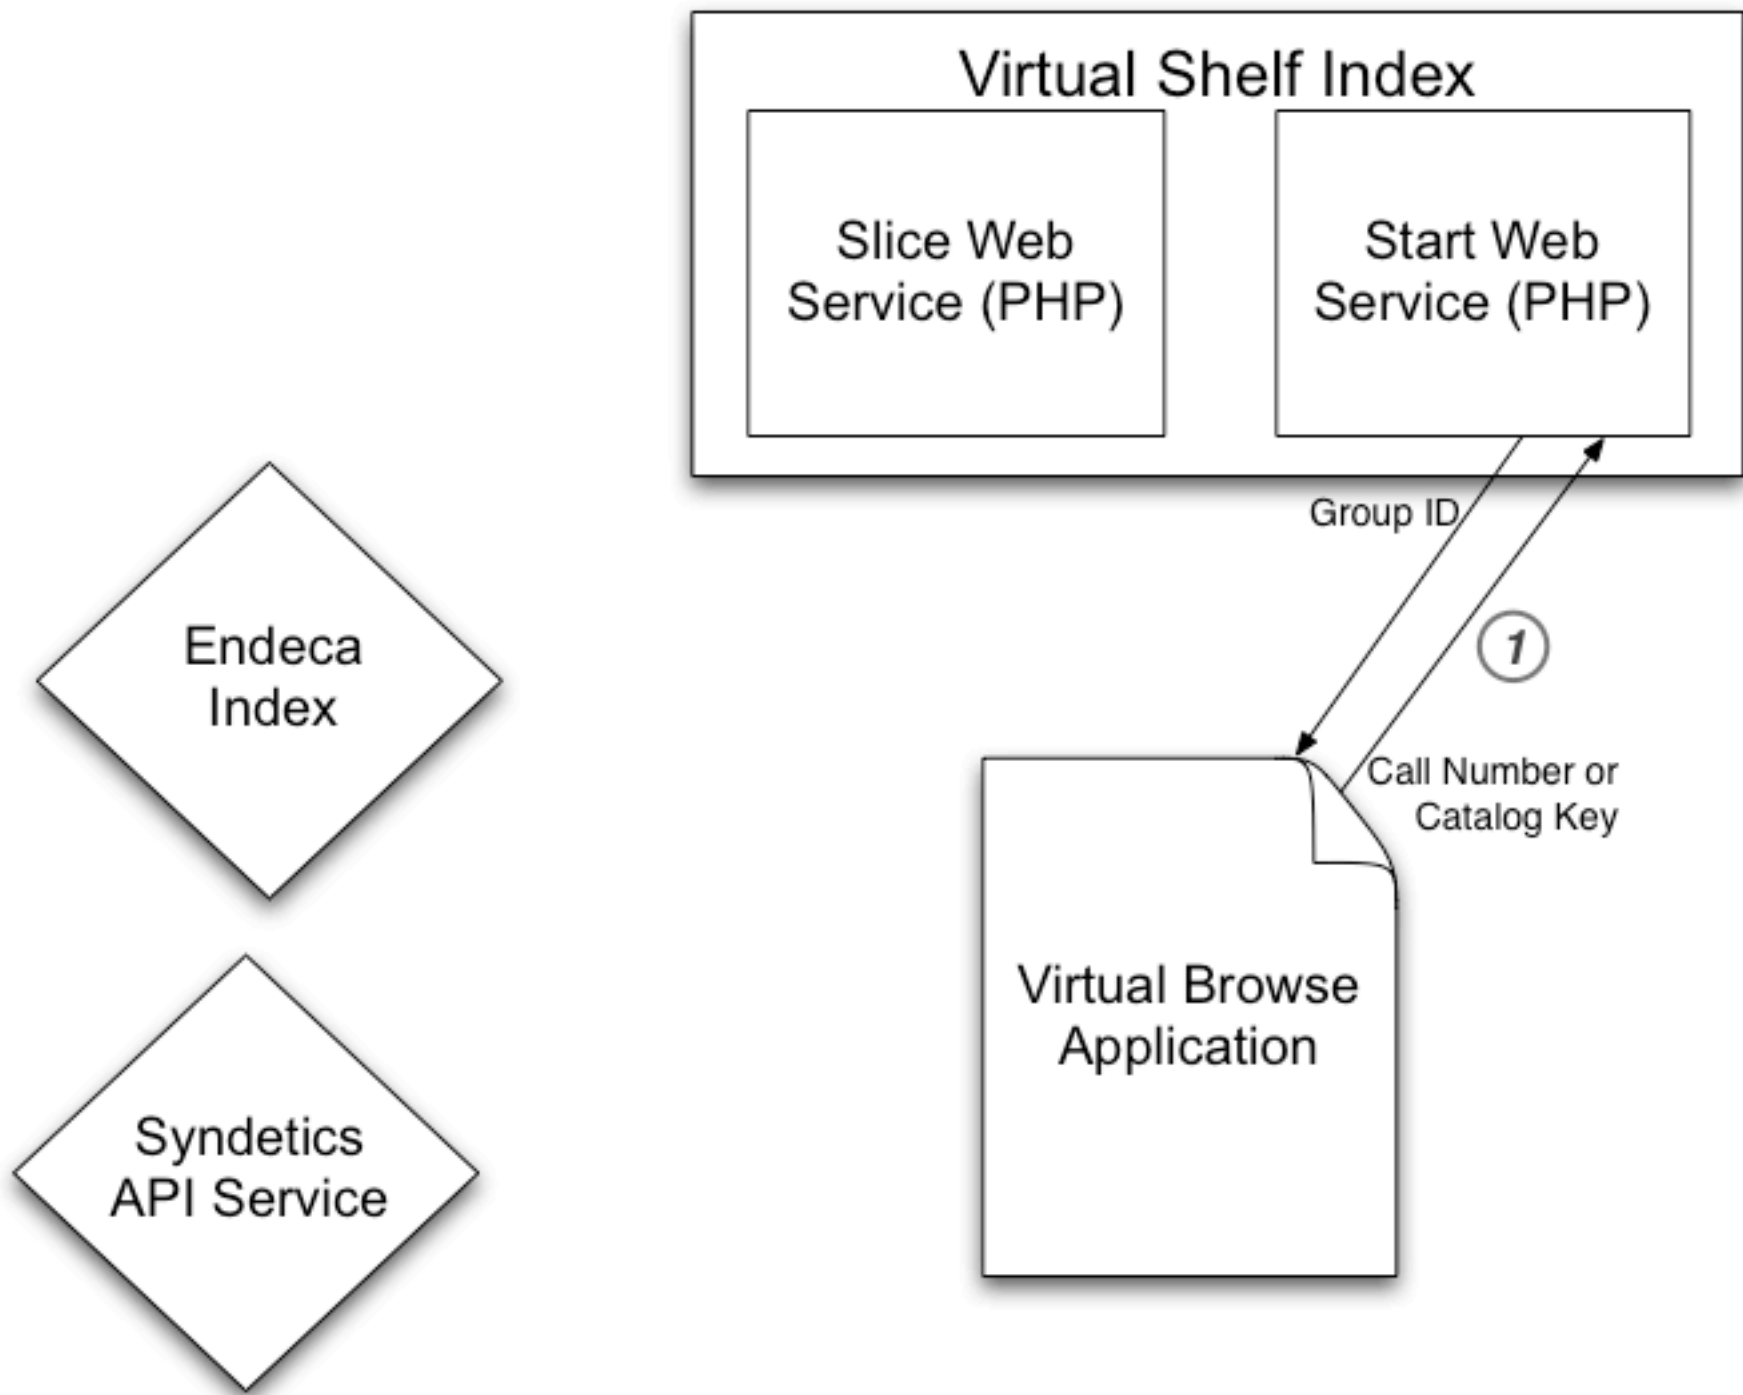 Virtual Shelf Index
Slice Web
Service (PHP)
Start Web
Service (PHP)
Group ID
1
Endeca
Index
Call Number or
Catalog Key
Virtual Browse
Application
Syndetics
API Service